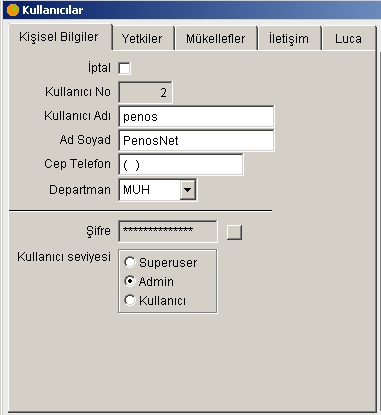 Kullanıcılar
Kişisel Bilgiler Yetkiler Mükellefler İletişim Luca
İptal
Kullanıcı No 2
Kullanıcı Adı penos
Ad Soyad PenosNet
Cep Telefon ( )
Departman MUH
Şifre **************
Kullanıcı seviyesi Superuser
Admin
Kullanıcı